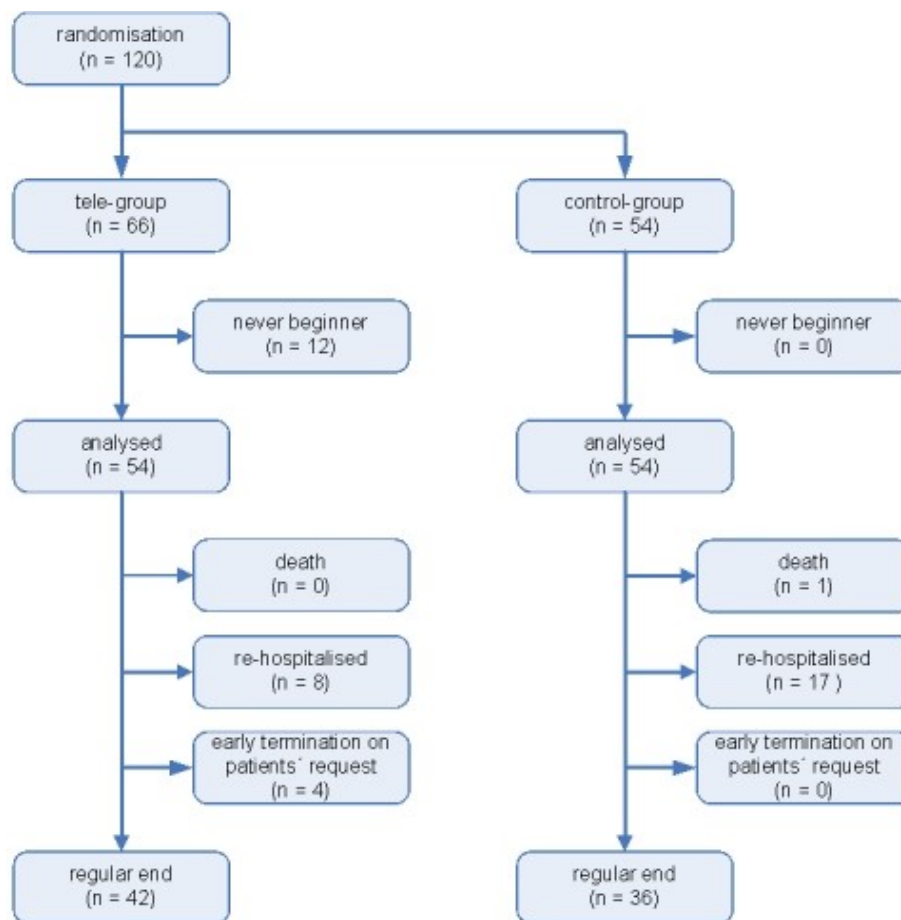 randomisation
(n = 120)
tele-group
(n = 66)
control-group
(n = 54)
never beginner
(n = 12)
never beginner
(n = 0)
analysed
(n = 54)
analysed
(n = 54)
death
(n = 0)
death
(n = 1)
re-hospitalised
(n = 8)
re-hospitalised
(n = 17 )
early termination on
patients´ request
(n = 4)
early termination on
patients´ request
(n = 0)
regular end
(n = 42)
regular end
(n = 36)